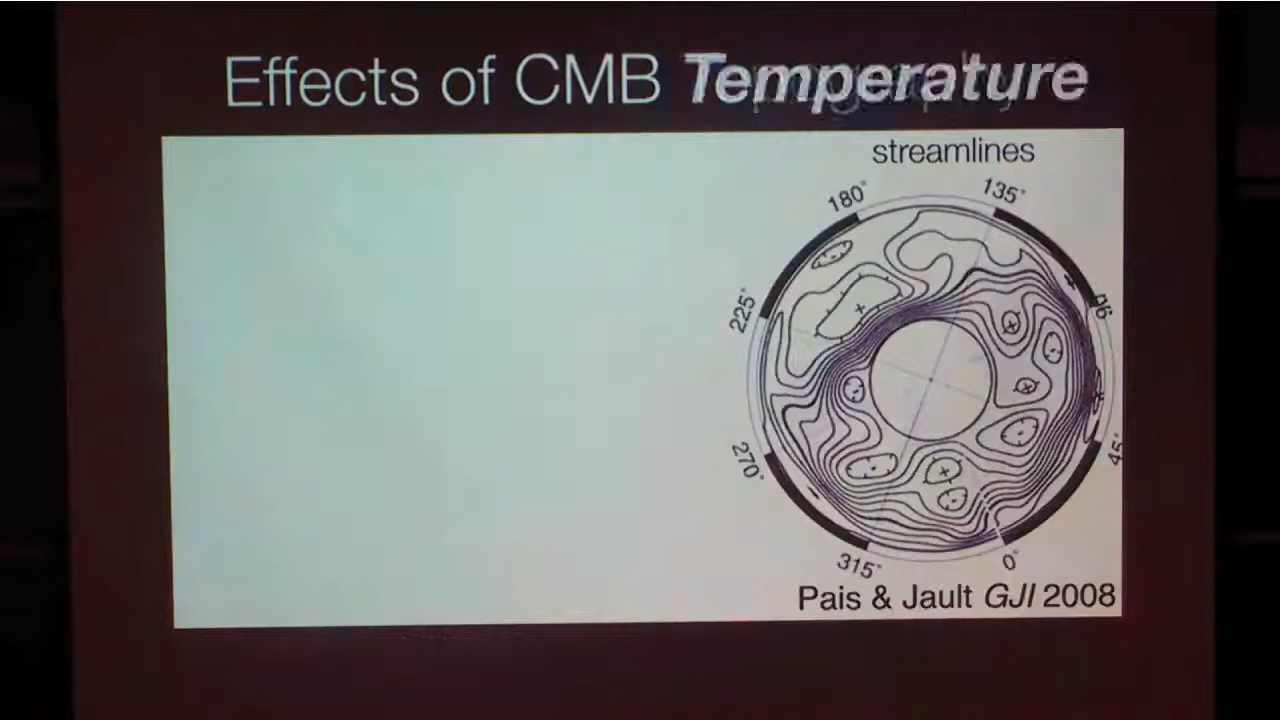 Effects of CMB Temperature
streamlines
180°
135°
225°
90
270°
45°
315°
0°
Pais & Jault GJI 2008